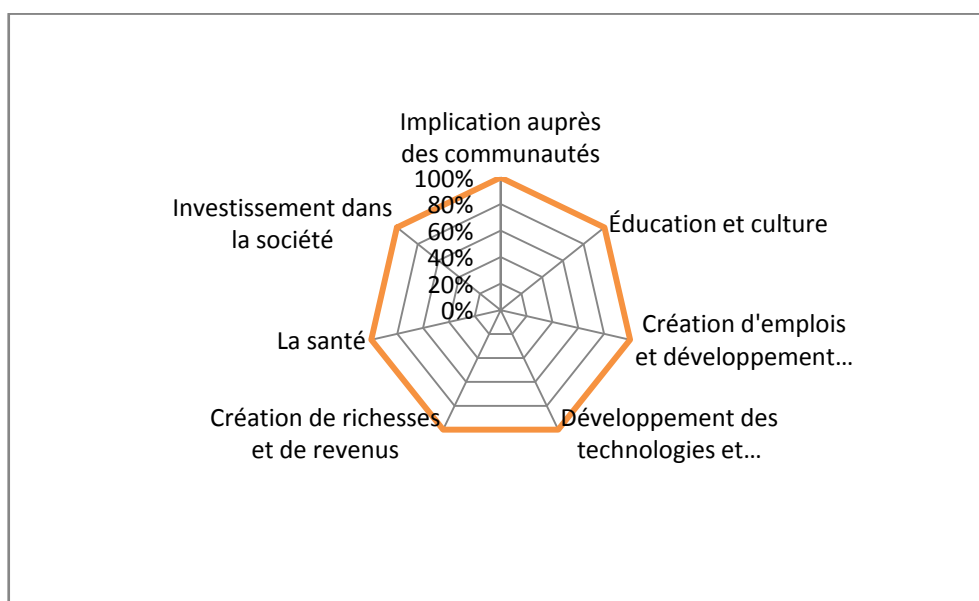 Implication auprès
des communautés
100%
80%
60%
40%
20%
0%
Éducation et culture
Création d'emplois
et développement...
Développement des
technologies et...
Création de richesses
et de revenus
La santé
Investissement dans
la société